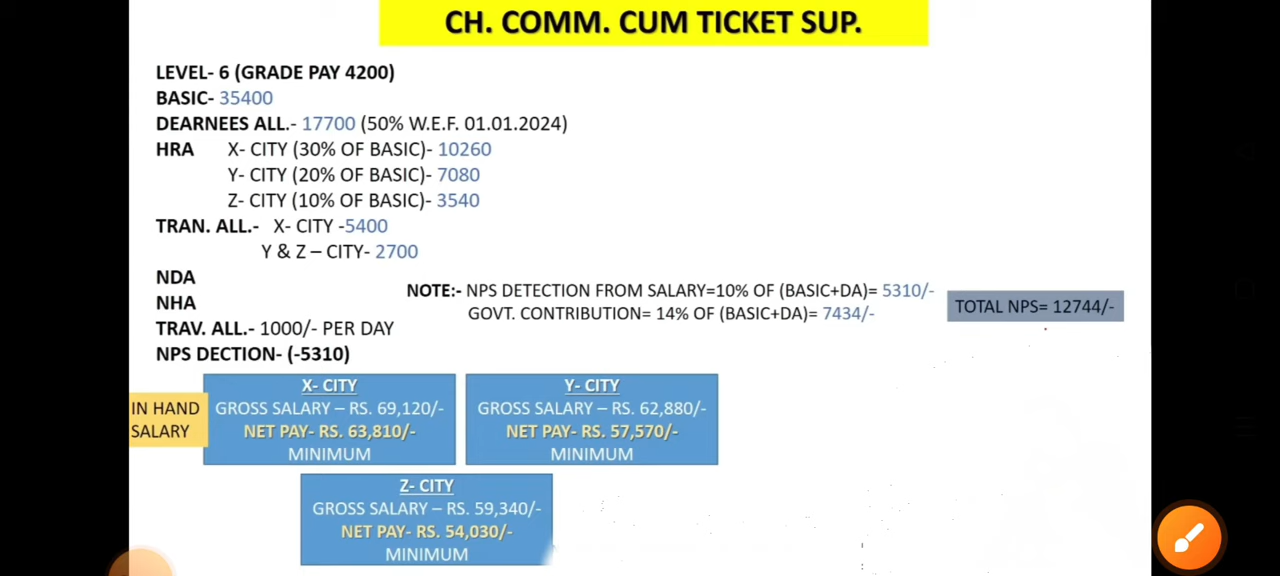 CH. COMM. CUM TICKET SUP.
LEVEL- 6 (GRADE PAY 4200)
BASIC- 35400
DEARNEES ALL.- 17700 (50% W.E.F. 01.01.2024)
HRA X- CITY (30% OF BASIC)- 10260
Y- CITY (20% OF BASIC)- 7080
Z- CITY (10% OF BASIC)- 3540
TRAN. ALL.- X- CITY -5400
Y & Z – CITY- 2700
NDA
NHA
TRAV. ALL.- 1000/- PER DAY
NPS DECTION- (-5310)
NOTE:- NPS DETECTION FROM SALARY=10% OF (BASIC+DA)= 5310/-
GOVT. CONTRIBUTION= 14% OF (BASIC+DA)= 7434/-
TOTAL NPS= 12744/-
IN HAND
SALARY
X- CITY
GROSS SALARY – RS. 69,120/-
NET PAY- RS. 63,810/-
MINIMUM
Y- CITY
GROSS SALARY – RS. 62,880/-
NET PAY- RS. 57,570/-
MINIMUM
Z- CITY
GROSS SALARY – RS. 59,340/-
NET PAY- RS. 54,030/-
MINIMUM